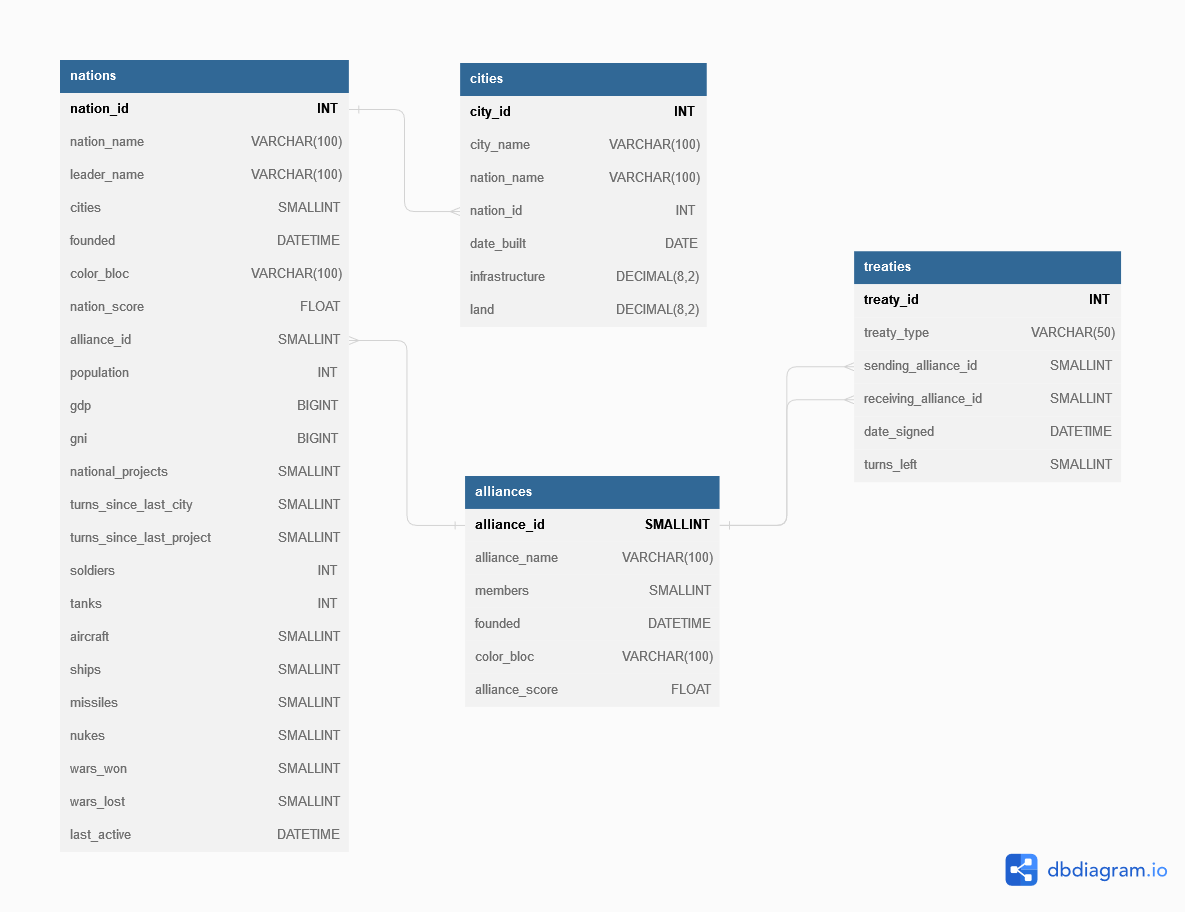 nations
nation_id INT
nation_name VARCHAR(100)
leader_name VARCHAR(100)
cities SMALLINT
founded DATETIME
color_bloc VARCHAR(100)
nation_score FLOAT
alliance_id SMALLINT
population INT
gdp BIGINT
gni BIGINT
national_projects SMALLINT
turns_since_last_city SMALLINT
turns_since_last_project SMALLINT
soldiers INT
tanks INT
aircraft SMALLINT
ships SMALLINT
missiles SMALLINT
nukes SMALLINT
wars_won SMALLINT
wars_lost SMALLINT
last_active DATETIME
cities
city_id INT
city_name VARCHAR(100)
nation_name VARCHAR(100)
nation_id INT
date_built DATE
infrastructure DECIMAL(8,2)
land DECIMAL(8,2)
alliances
alliance_id SMALLINT
alliance_name VARCHAR(100)
members SMALLINT
founded DATETIME
color_bloc VARCHAR(100)
alliance_score FLOAT
treaties
treaty_id INT
treaty_type VARCHAR(50)
sending_alliance_id SMALLINT
receiving_alliance_id SMALLINT
date_signed DATETIME
turns_left SMALLINT
dbdiagram.io